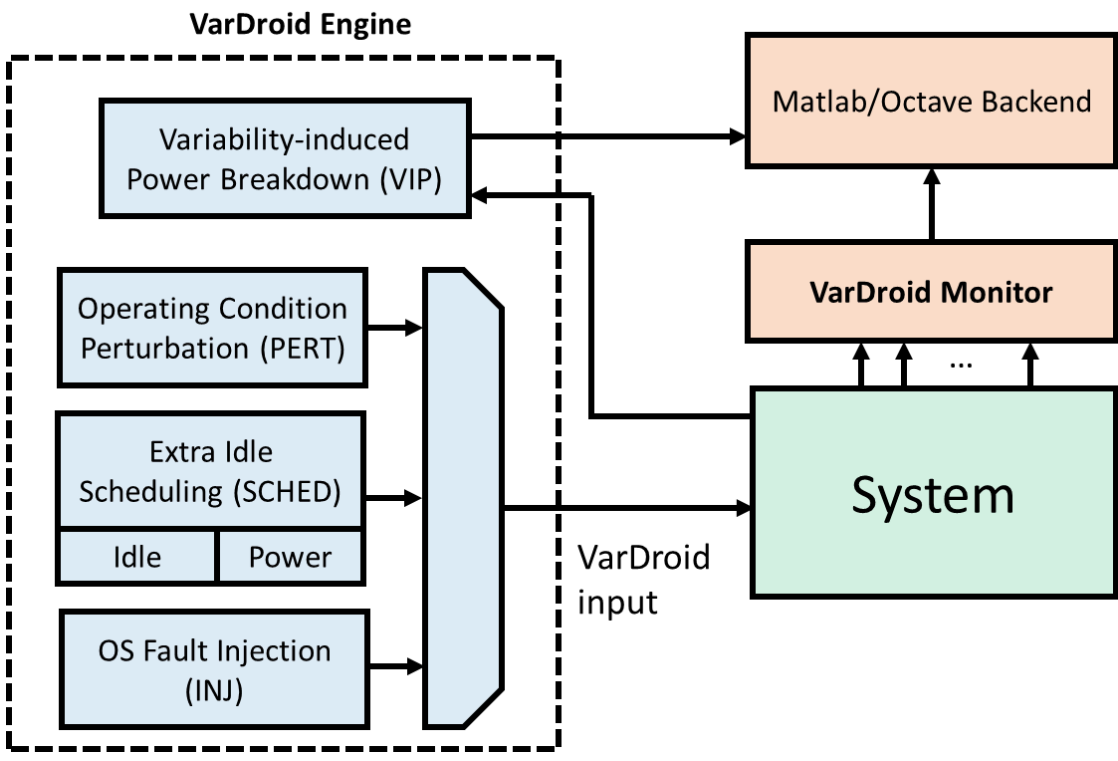 VarDroid Engine
Variability-induced
Power Breakdown (VIP)
Matlab/Octave Backend
Operating Condition
Perturbation (PERT)
VarDroid Monitor
...
Extra Idle
Scheduling (SCHED)
Idle
Power
System
VarDroid
input
OS Fault Injection
(INJ)